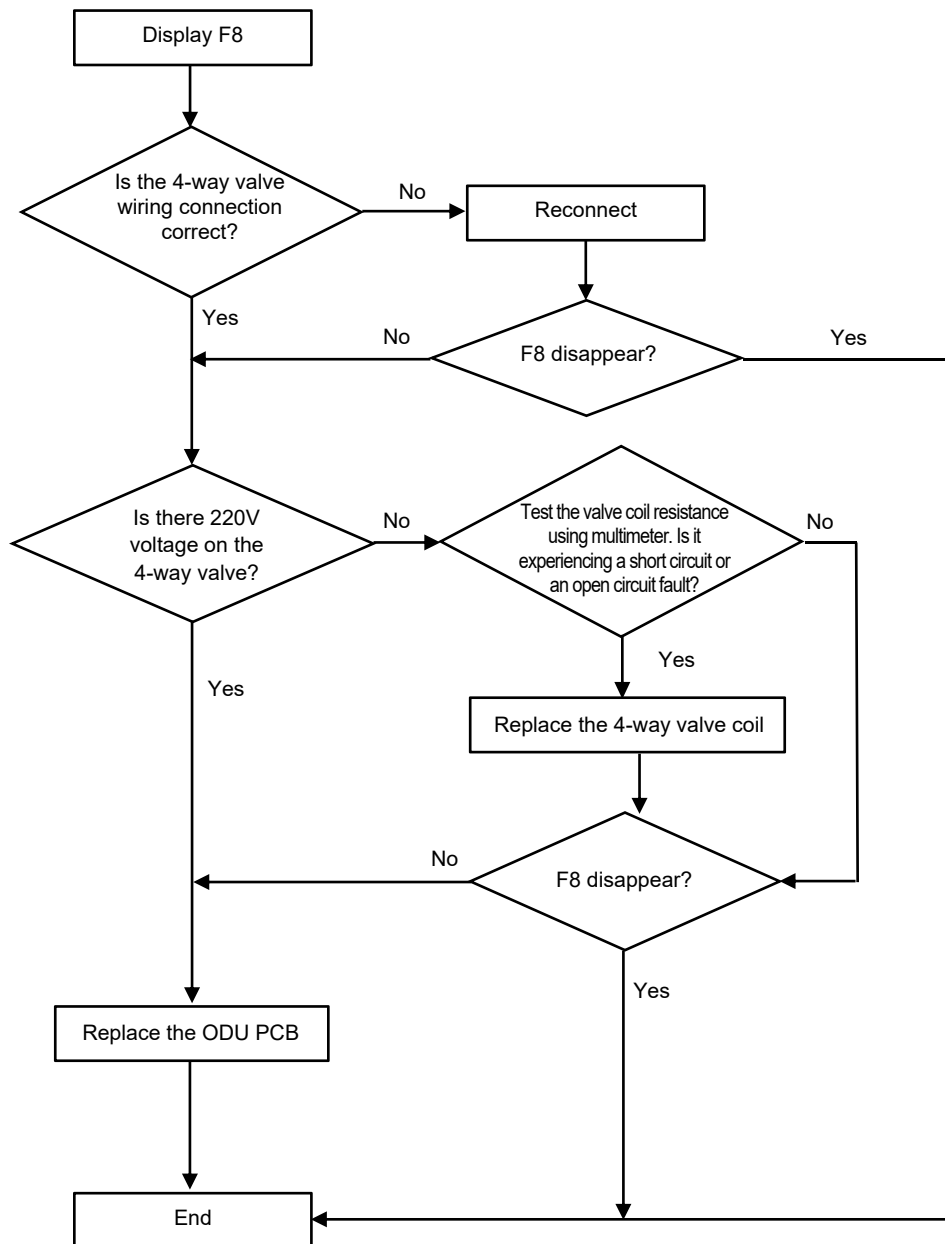 Display F8
Is the 4-way valve
wiring connection
correct?
No
Reconnect
Yes
No
F8 disappear?
Yes
Is there 220V
voltage on the
4-way valve?
No
Test the valve coil resistance
using multimeter. Is it
experiencing a short circuit or
an open circuit fault?
No
Yes
Yes
Replace the 4-way valve coil
No
F8 disappear?
Yes
Replace the ODU PCB
End